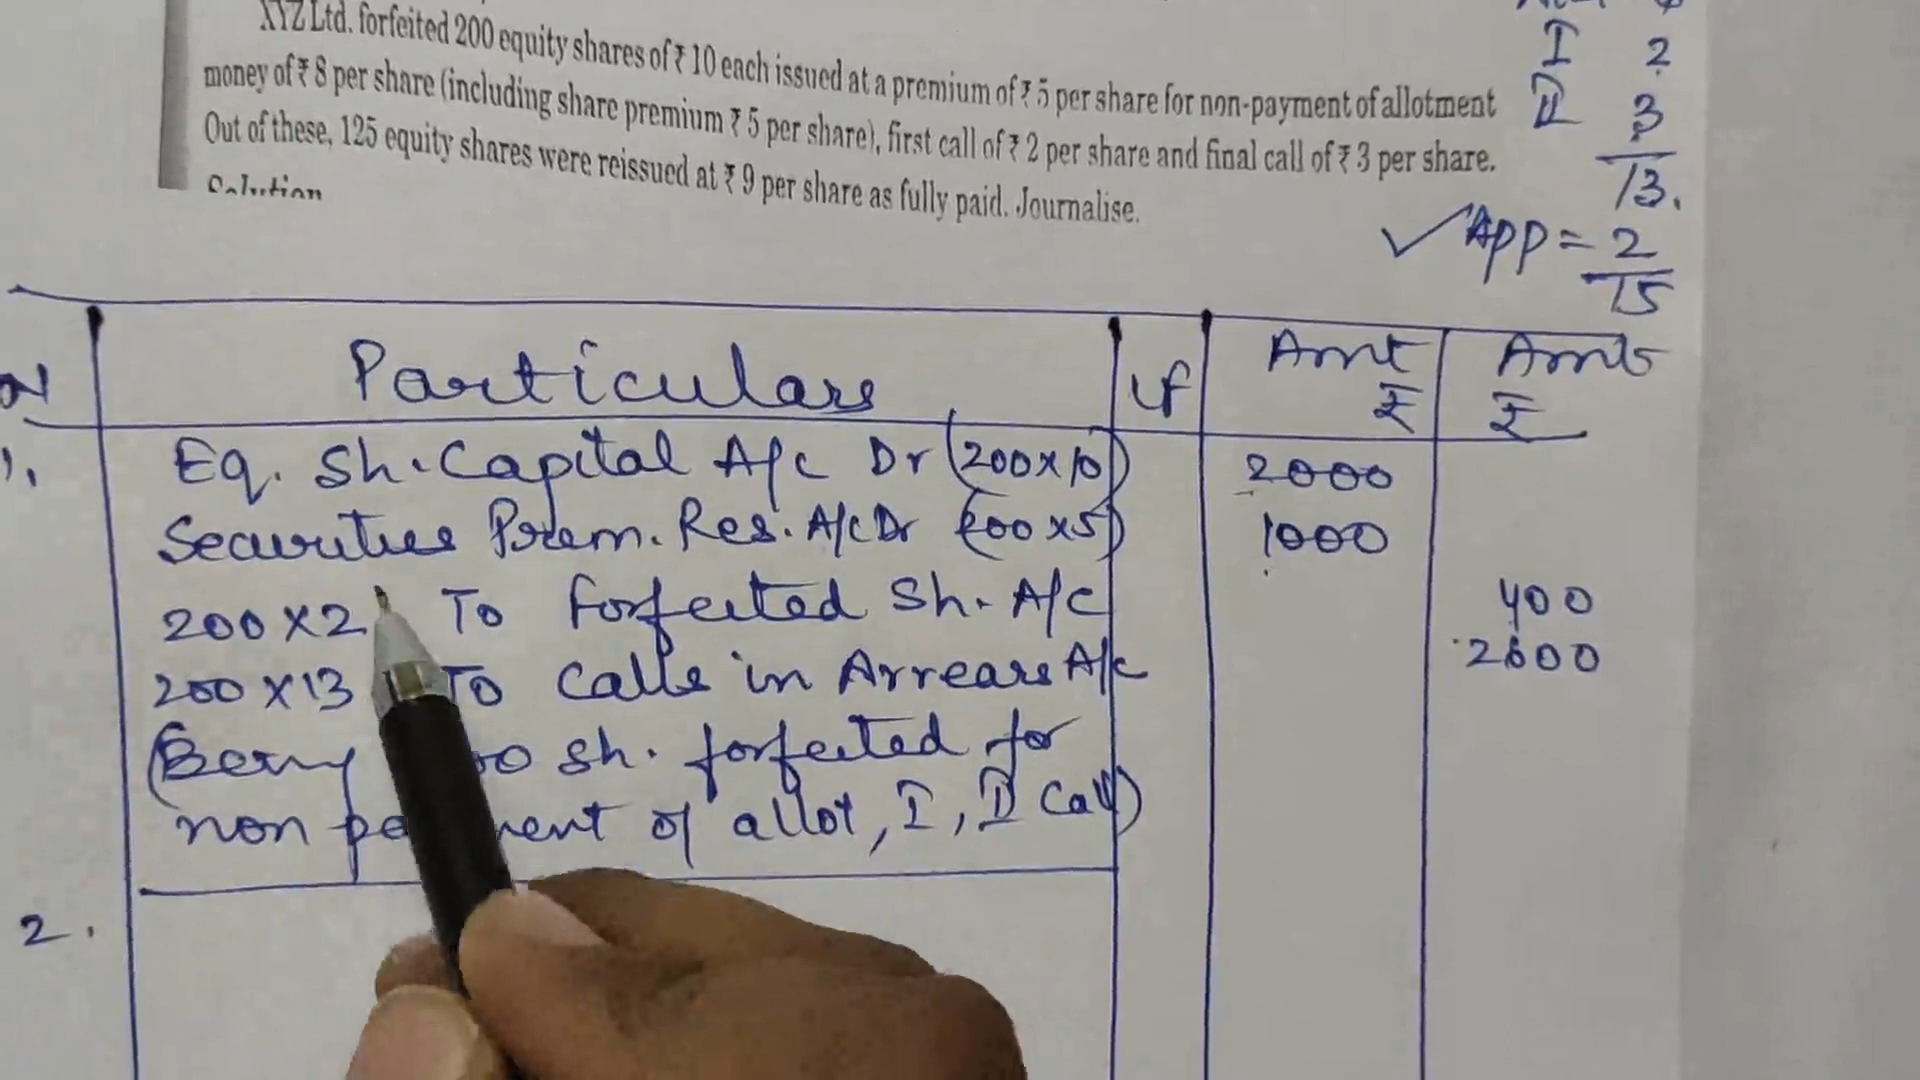 XYZ Ltd. forfeited 200 equity shares of ₹ 10 each issued at a premium of ₹ 5 per share for non-payment of allotment
money of ₹ 8 per share (including share premium ₹ 5 per share), first call of ₹ 2 per share and final call of ₹ 3 per share.
Out of these, 125 equity shares were reissued at ₹ 9 per share as fully paid. Journalise.
Solution
I 2
II 3
13.
✓ App = 2
15
N Particulars lf Amt ₹ Amt ₹
1. Eq. Sh. Capital A/c Dr (200 x 10) 2000
Securities Prem. Res. A/c Dr (200 x 5) 1000
200 x 2 To Forfeited Sh. A/c 400
200 x 13 To Calls in Arrears A/c 2600
(Being sh. forfeited for
non of allot, I, II Call)
2.